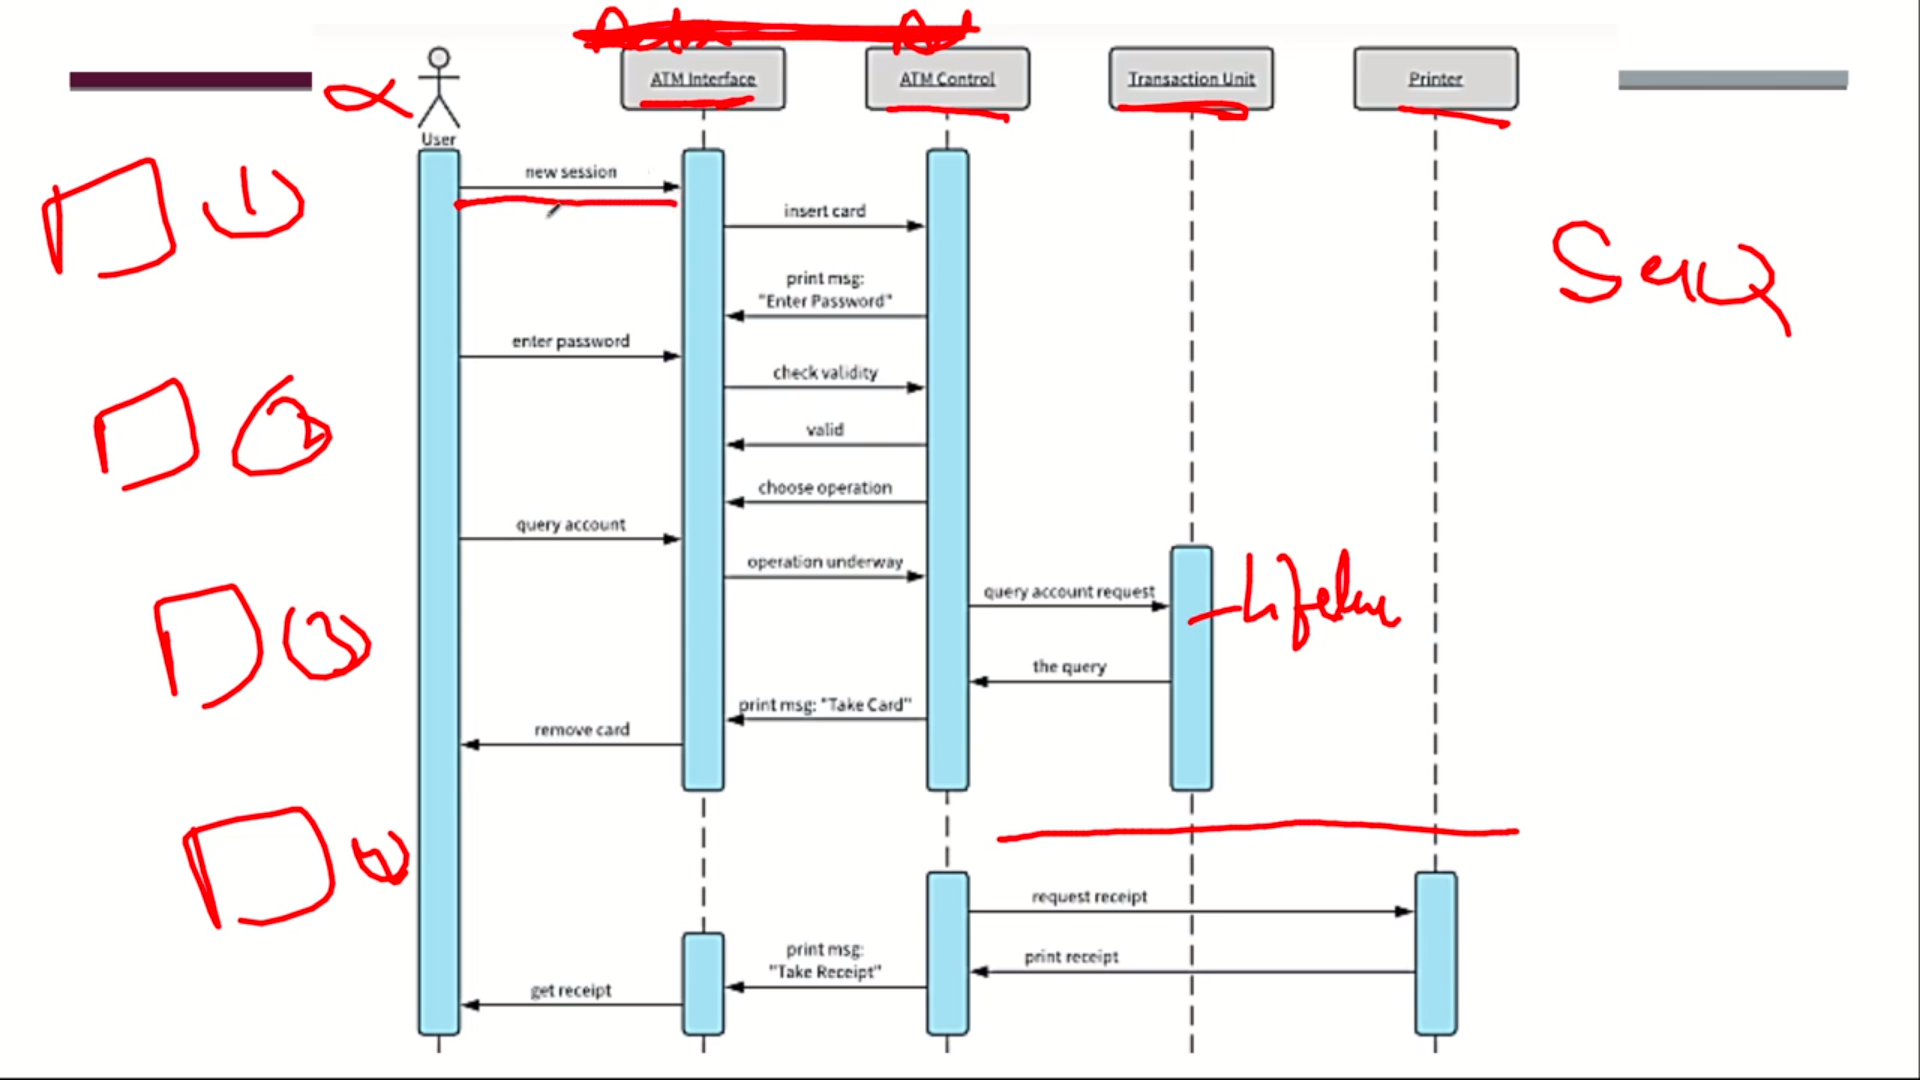 ATM Interface
ATM Control
Transaction Unit
Printer
User
new session
insert card
print msg:
"Enter Password"
enter password
check validity
valid
choose operation
query account
operation underway
query account request
the query
print msg: "Take Card"
remove card
request receipt
print receipt
print msg:
"Take Receipt"
get receipt
1
2
3
4